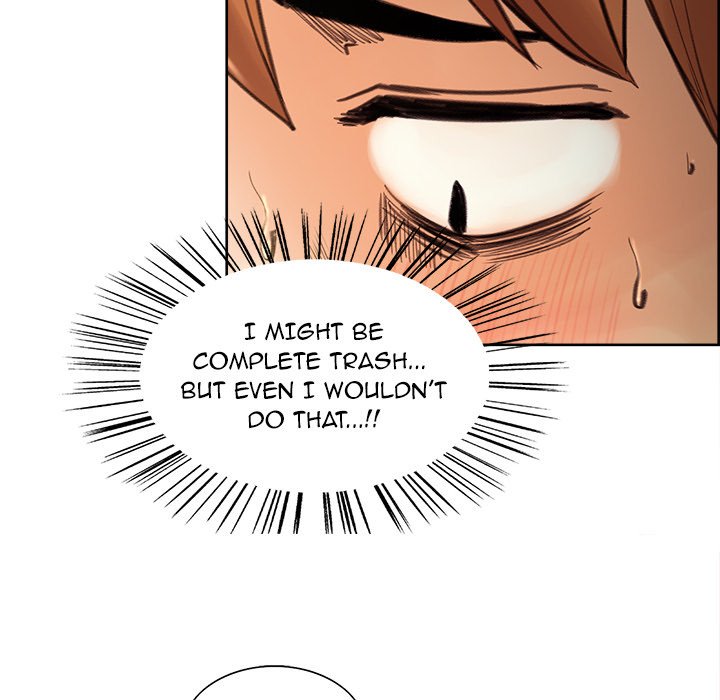 I MIGHT BE
COMPLETE TRASH...
BUT EVEN I WOULDN'T
DO THAT...!!